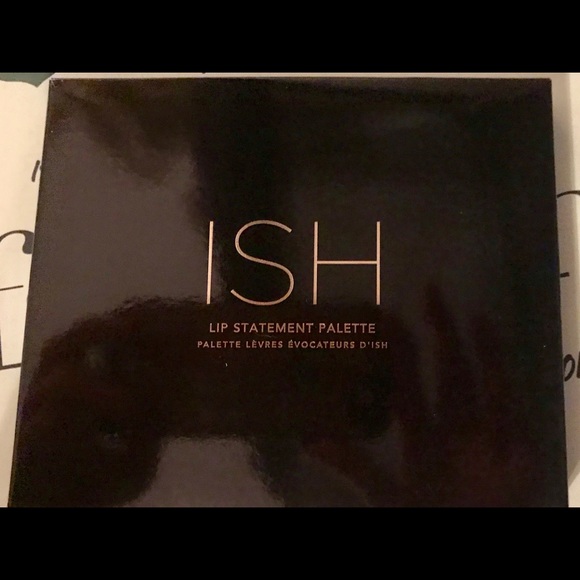 ISH
LIP STATEMENT PALETTE
PALETTE LÈVRES ÉVOCATEURS D'ISH